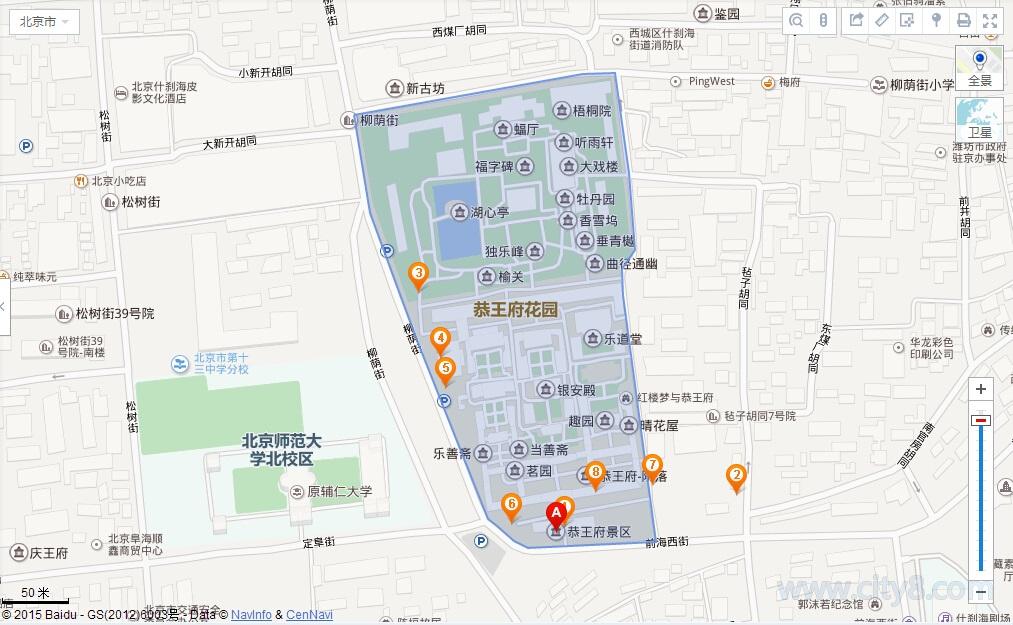 北京市
松树街
西煤厂胡同
鉴园
西城区什刹海
街道消防队
PingWest
梅府
柳荫街小学
全景
卫星
潍坊市政府
驻京办事处
小新开胡同
新古坊
北京什刹海皮
影文化酒店
松树街
柳荫街
大新开胡同
北京小吃店
松树街
梧桐院
蝠厅
听雨轩
福字碑
大戏楼
牡丹园
香雪坞
湖心亭
垂青樾
独乐峰
曲径通幽
榆关
前井胡同
毡子胡同
东煤厂胡同
纯萃味元
松树街39号院
松树街39
号院-南楼
北京市第十
三中学分校
3
恭王府花园
柳荫街
4
5
柳荫街
乐道堂
银安殿
红楼梦与恭王府
趣园
晴花屋
毡子胡同7号院
华龙彩色
印刷公司
南官房胡同
松树街
北京师范大
学北校区
原辅仁大学
乐善斋
当善斋
茗园
8
7
2
6
A
恭王府景区
前海西街
定阜街
庆王府
北京阜海顺
鑫商贸中心
50 米
www.city8.com
郭沫若纪念馆
前海西街
什刹海
© 2015 Baidu - GS(2012)6003号 - Data © NavInfo & CenNavi